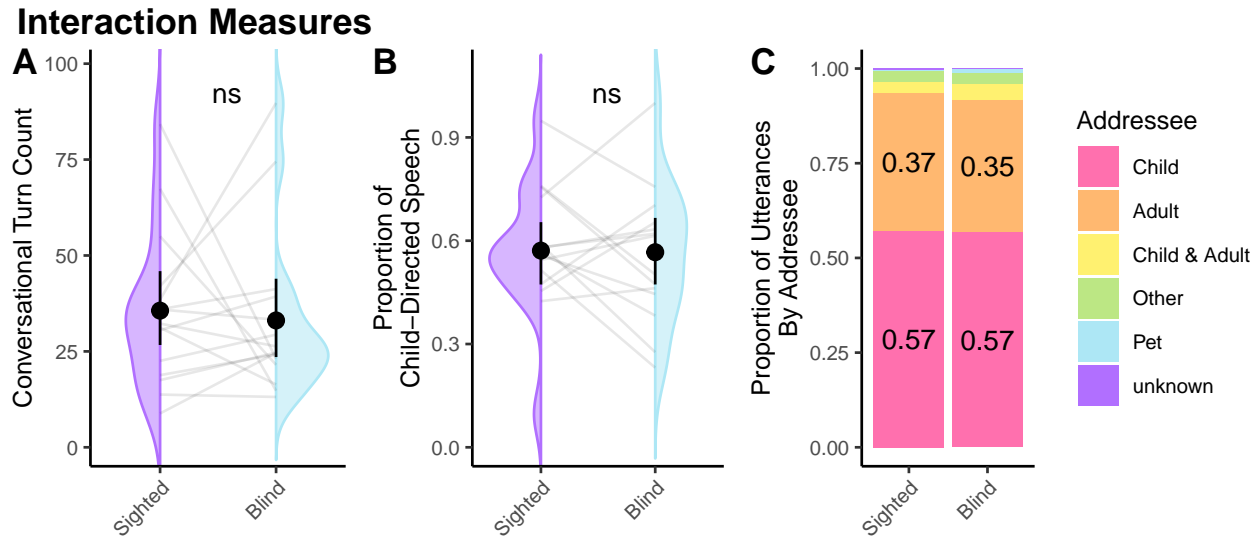 Interaction Measures
A
Conversational Turn Count
100
75
50
25
0
ns
Sighted
Blind
B
Proportion of
Child–Directed Speech
0.9
0.6
0.3
0.0
ns
Sighted
Blind
C
Proportion of Utterances
By Addressee
1.00
0.75
0.50
0.25
0.00
0.37
0.35
0.57
0.57
Sighted
Blind
Addressee
Child
Adult
Child & Adult
Other
Pet
unknown